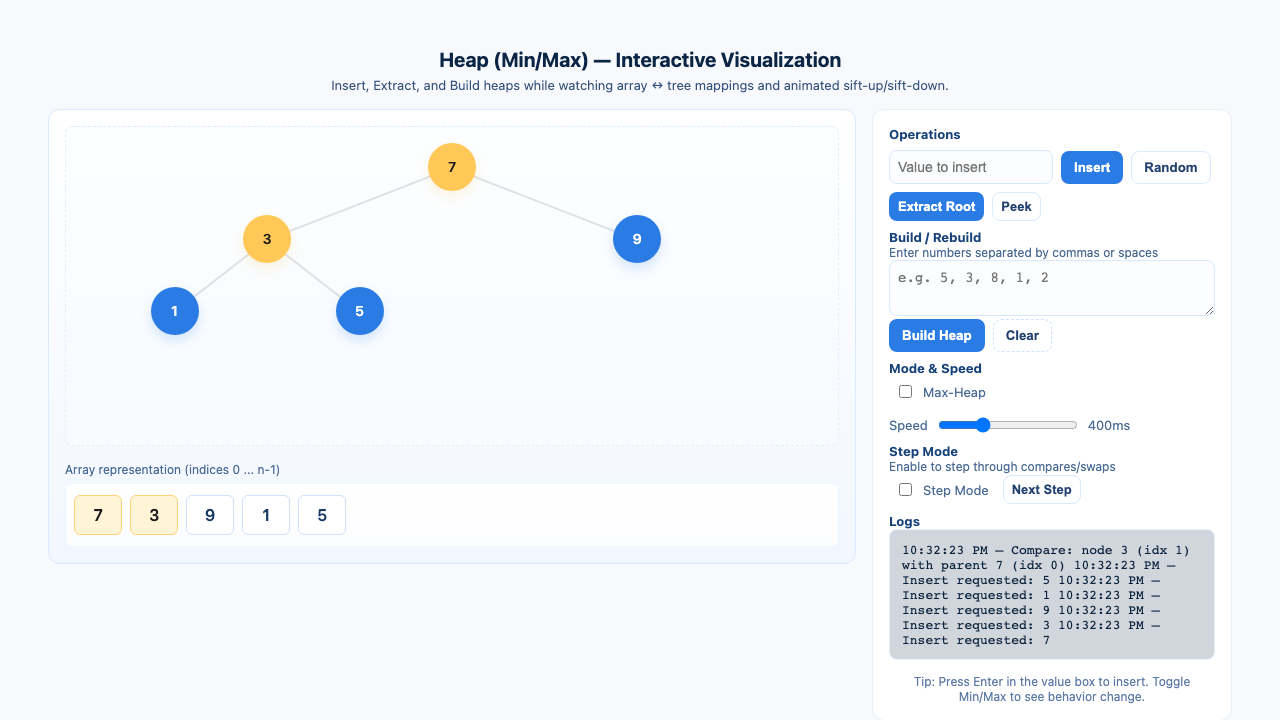 Heap (Min/Max) — Interactive Visualization
Insert, Extract, and Build heaps while watching array ↔ tree mappings and animated sift-up/sift-down.
7
3
9
1
5
Array representation (indices 0 … n-1)
7 3 9 1 5
Operations
Value to insert Insert Random
Extract Root Peek
Build / Rebuild
Enter numbers separated by commas or spaces
e.g. 5, 3, 8, 1, 2
Build Heap Clear
Mode & Speed
Max-Heap
Speed 400ms
Step Mode
Enable to step through compares/swaps
Step Mode Next Step
Logs
10:32:23 PM — Compare: node 3 (idx 1)
with parent 7 (idx 0) 10:32:23 PM —
Insert requested: 5 10:32:23 PM —
Insert requested: 1 10:32:23 PM —
Insert requested: 9 10:32:23 PM —
Insert requested: 3 10:32:23 PM —
Insert requested: 7
Tip: Press Enter in the value box to insert. Toggle
Min/Max to see behavior change.